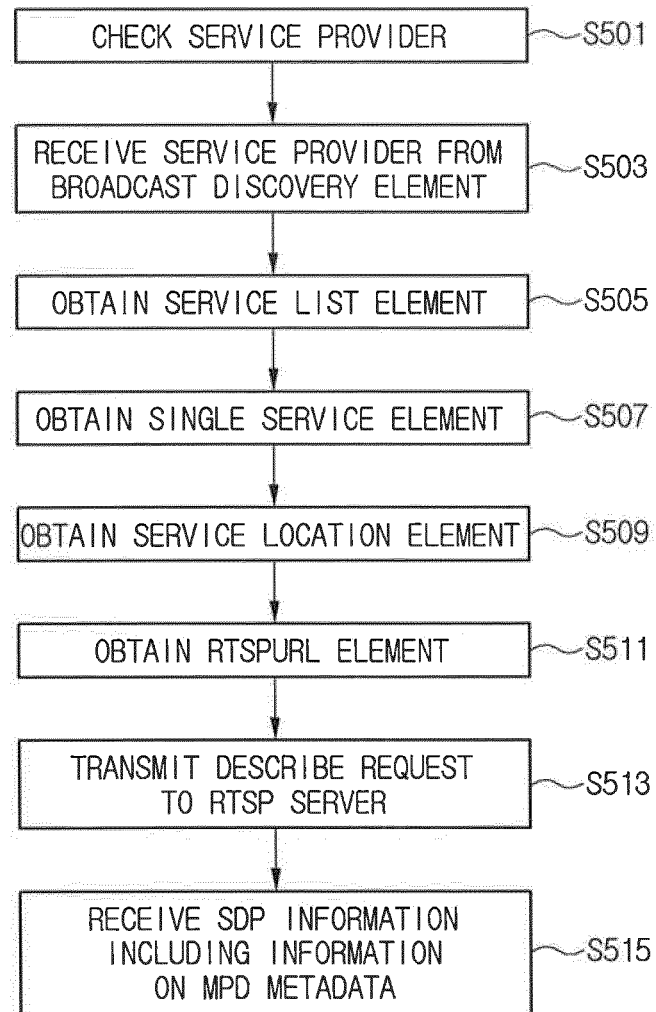 CHECK SERVICE PROVIDER
S501
RECEIVE SERVICE PROVIDER FROM
BROADCAST DISCOVERY ELEMENT
S503
OBTAIN SERVICE LIST ELEMENT
S505
OBTAIN SINGLE SERVICE ELEMENT
S507
OBTAIN SERVICE LOCATION ELEMENT
S509
OBTAIN RTSPURL ELEMENT
S511
TRANSMIT DESCRIBE REQUEST
TO RTSP SERVER
S513
RECEIVE SDP INFORMATION
INCLUDING INFORMATION
ON MPD METADATA
S515